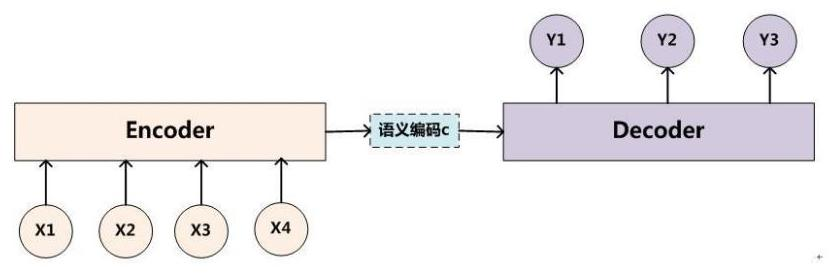 Y1 Y2 Y3
Encoder 语义编码c Decoder
X1 X2 X3 X4